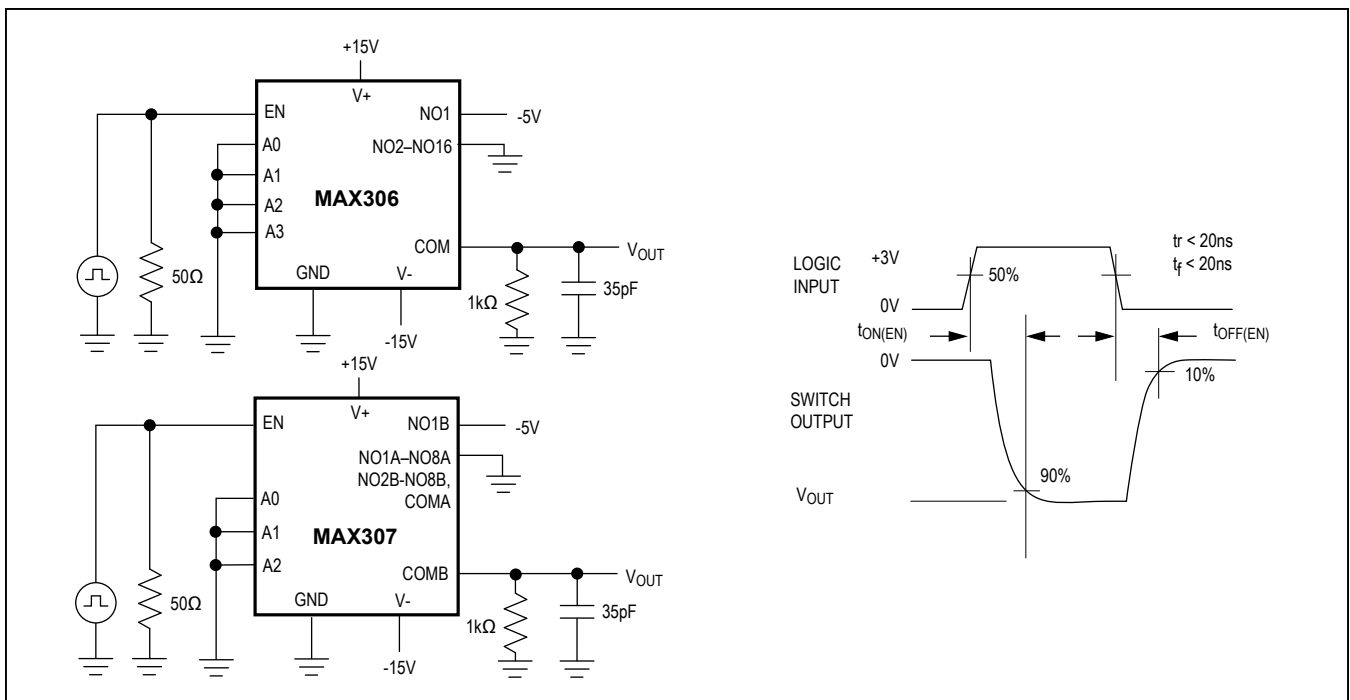 +15V
V+
EN
NO1
-5V
A0
NO2–NO16
A1
A2
MAX306
A3
COM
VOUT
50Ω
GND
V-
1kΩ
35pF
-15V
+15V
V+
EN
NO1B
-5V
NO1A–NO8A
NO2B-NO8B,
COMA
A0
A1
MAX307
A2
COMB
VOUT
50Ω
GND
V-
1kΩ
35pF
-15V
LOGIC
INPUT
+3V
50%
0V
tr < 20ns
tf < 20ns
tON(EN)
tOFF(EN)
0V
10%
SWITCH
OUTPUT
90%
VOUT